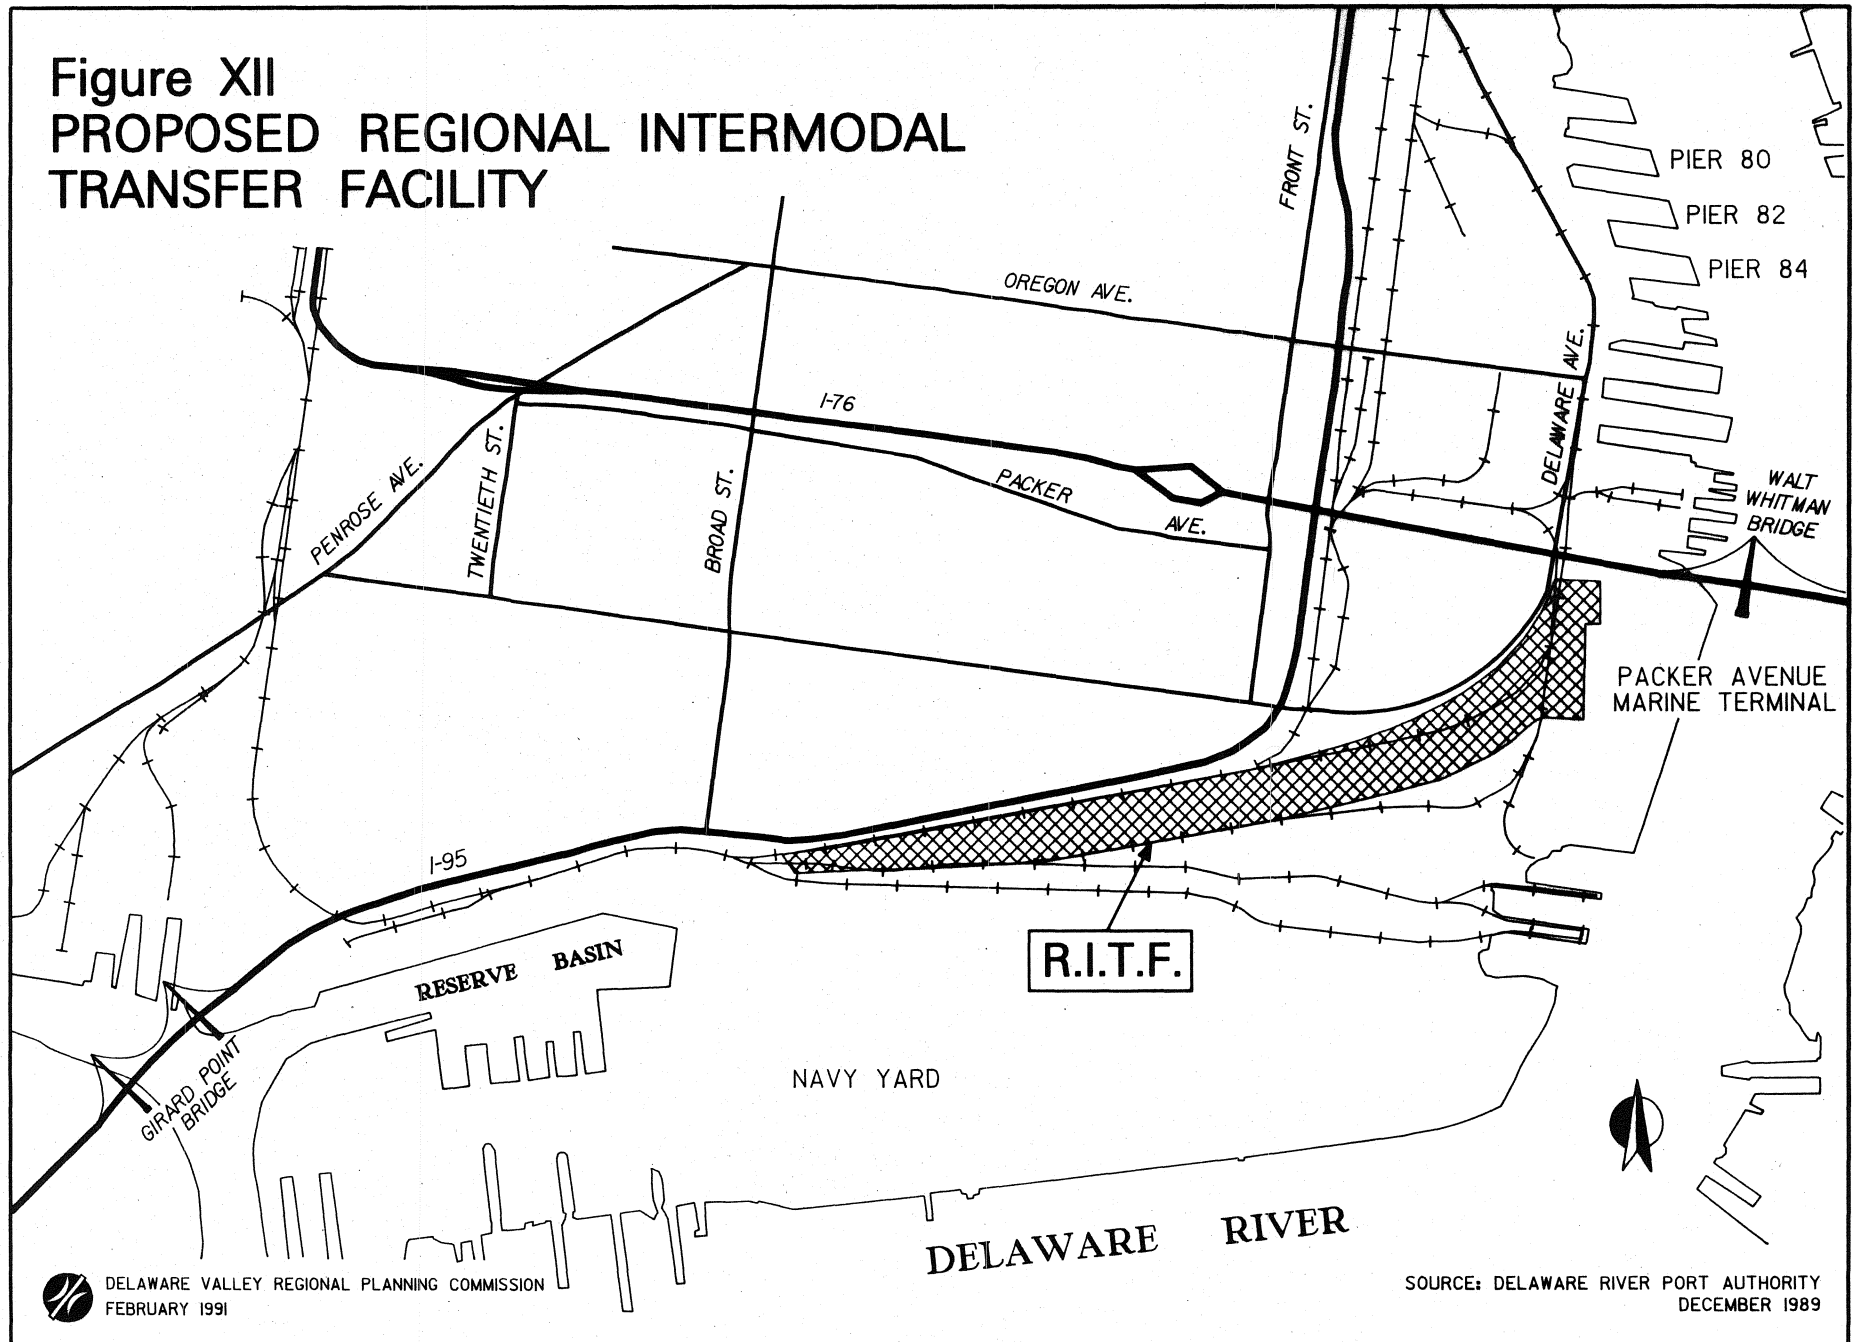 Figure XII
PROPOSED REGIONAL INTERMODAL
TRANSFER FACILITY
FRONT ST.
PIER 80
PIER 82
PIER 84
OREGON AVE.
DELAWARE AVE.
I-76
PENROSE AVE.
TWENTIETH ST.
BROAD ST.
PACKER
AVE.
WALT
WHITMAN
BRIDGE
PACKER AVENUE
MARINE TERMINAL
I-95
R.I.T.F.
RESERVE BASIN
GIRARD POINT
BRIDGE
NAVY YARD
DELAWARE RIVER
DELAWARE VALLEY REGIONAL PLANNING COMMISSION
FEBRUARY 1991
SOURCE: DELAWARE RIVER PORT AUTHORITY
DECEMBER 1989